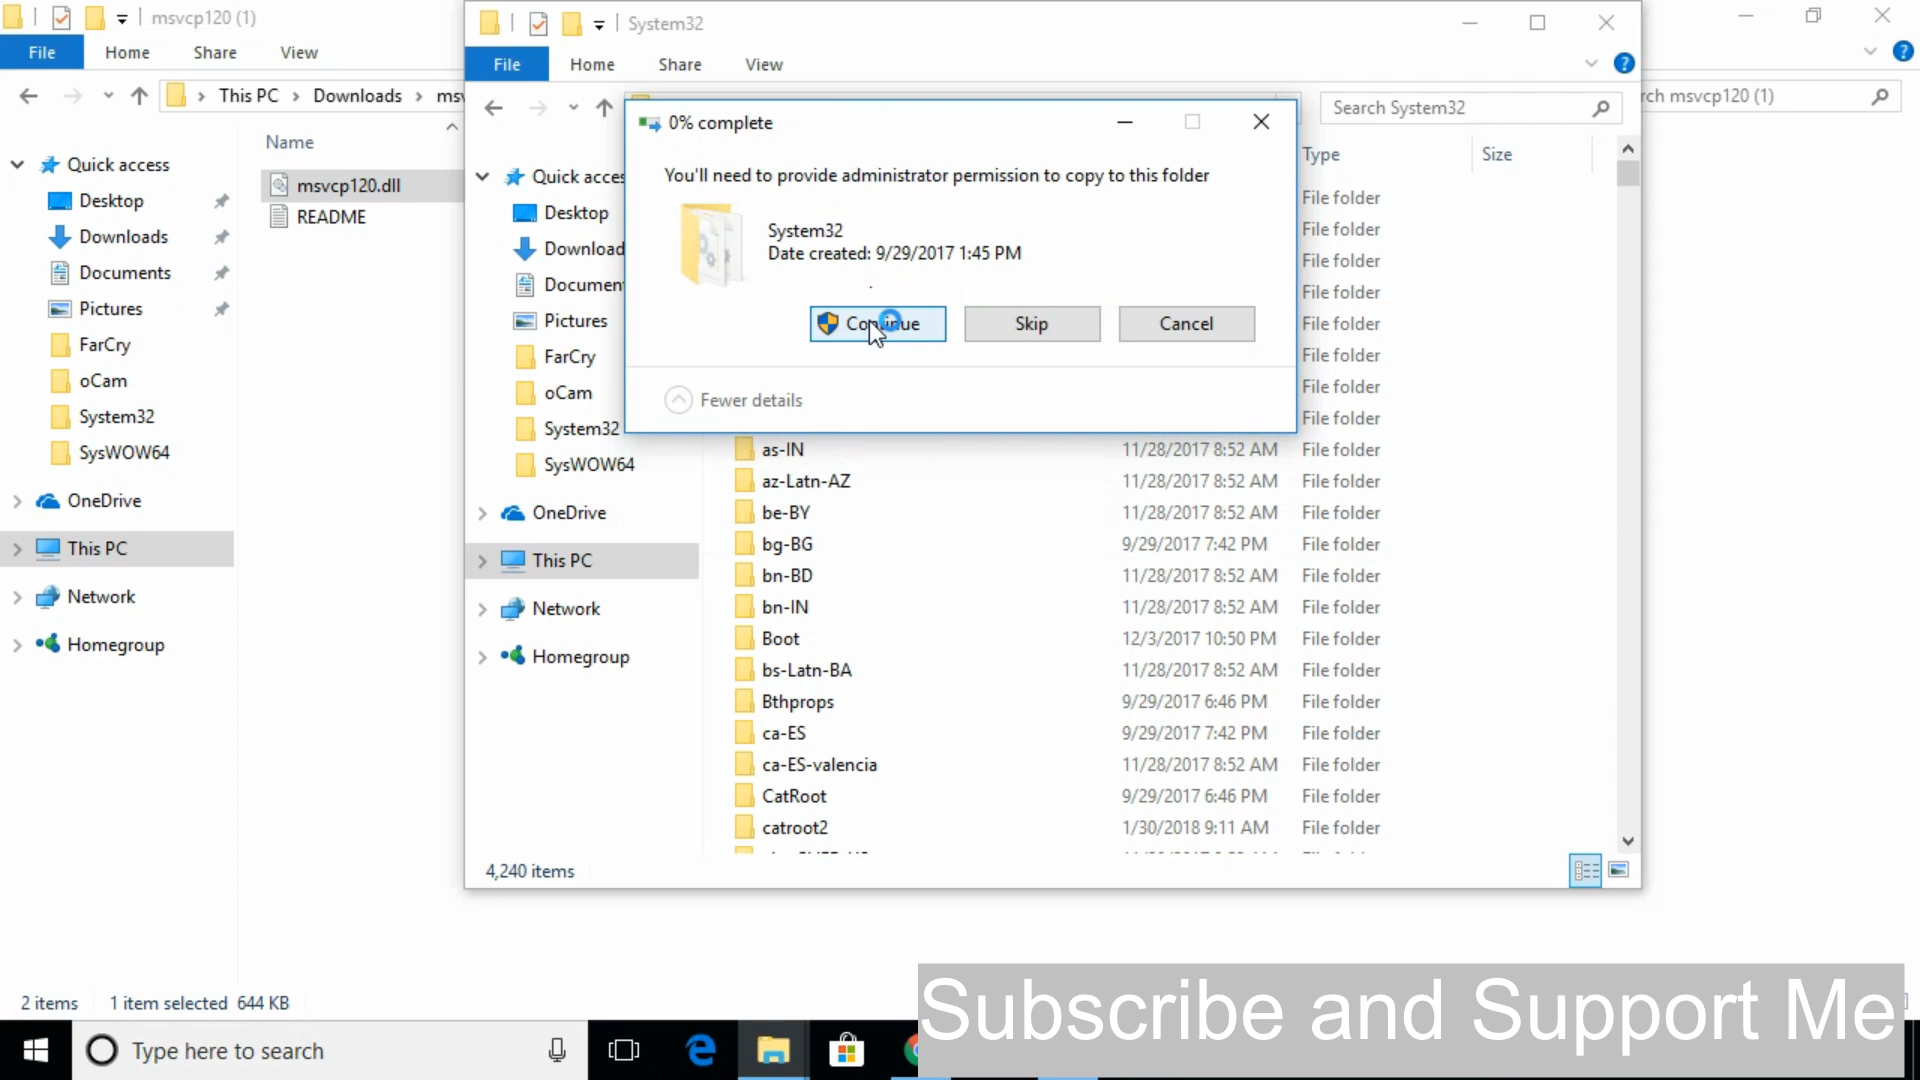 msvcp120 (1)
File
Home
Share
View
This PC
Downloads
Name
Quick access
Desktop
Downloads
Documents
Pictures
FarCry
oCam
System32
SysWOW64
OneDrive
This PC
Network
Homegroup
msvcp120.dll
README
2 items
1 item selected 644 KB
System32
File
Home
Share
View
Search System32
msvcp120 (1)
Type
Size
Desktop
Pictures
FarCry
oCam
System32
SysWOW64
OneDrive
This PC
Network
Homegroup
0% complete
You'll need to provide administrator permission to copy to this folder
System32
Date created: 9/29/2017 1:45 PM
Continue
Skip
Cancel
Fewer details
File folder
File folder
File folder
File folder
File folder
File folder
File folder
File folder
as-IN 11/28/2017 8:52 AM File folder
az-Latn-AZ 11/28/2017 8:52 AM File folder
be-BY 11/28/2017 8:52 AM File folder
bg-BG 9/29/2017 7:42 PM File folder
bn-BD 11/28/2017 8:52 AM File folder
bn-IN 11/28/2017 8:52 AM File folder
Boot 12/3/2017 10:50 PM File folder
bs-Latn-BA 11/28/2017 8:52 AM File folder
Bthprops 9/29/2017 6:46 PM File folder
ca-ES 9/29/2017 7:42 PM File folder
ca-ES-valencia 11/28/2017 8:52 AM File folder
CatRoot 9/29/2017 6:46 PM File folder
catroot2 1/30/2018 9:11 AM File folder
4,240 items
Subscribe and Support Me
Type here to search